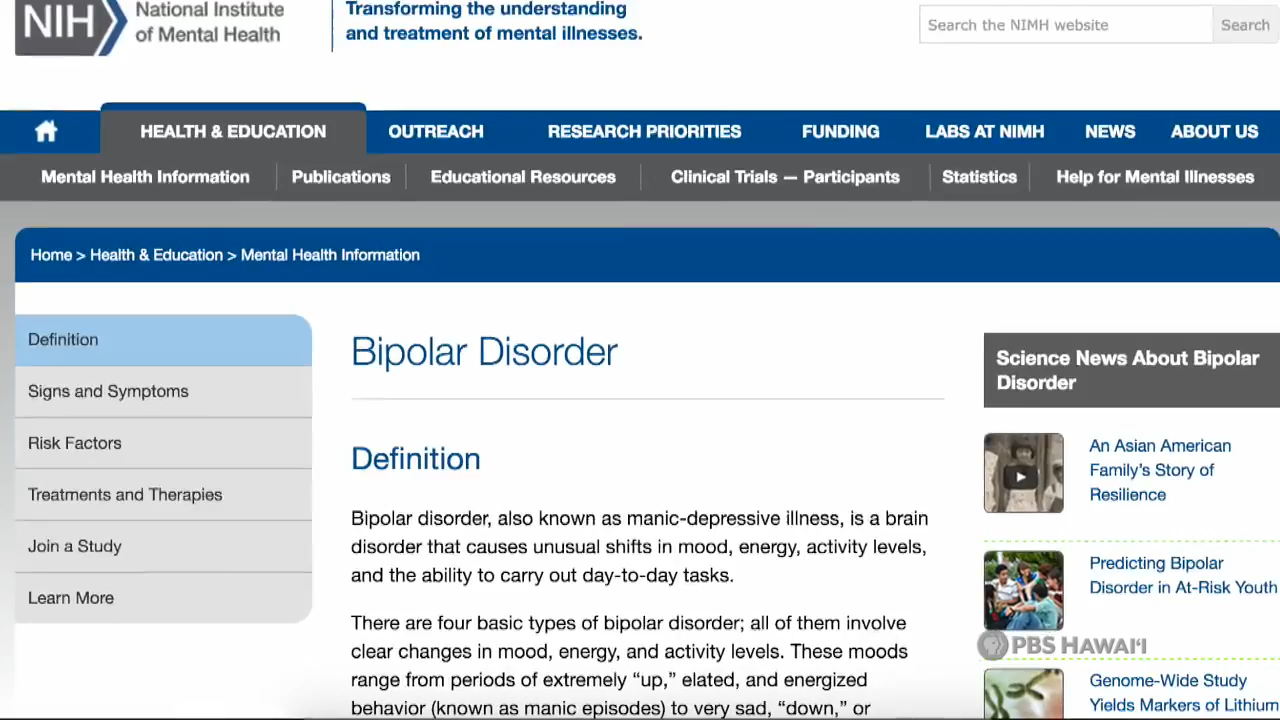 NIH
National Institute
of Mental Health
Transforming the understanding
and treatment of mental illnesses.
Search the NIMH website
Search
HEALTH & EDUCATION
OUTREACH
RESEARCH PRIORITIES
FUNDING
LABS AT NIMH
NEWS
ABOUT US
Mental Health Information
Publications
Educational Resources
Clinical Trials — Participants
Statistics
Help for Mental Illnesses
Home > Health & Education > Mental Health Information
Definition
Signs and Symptoms
Risk Factors
Treatments and Therapies
Join a Study
Learn More
Bipolar Disorder
Definition
Bipolar disorder, also known as manic-depressive illness, is a brain
disorder that causes unusual shifts in mood, energy, activity levels,
and the ability to carry out day-to-day tasks.
There are four basic types of bipolar disorder; all of them involve
clear changes in mood, energy, and activity levels. These moods
range from periods of extremely “up,” elated, and energized
behavior (known as manic episodes) to very sad, “down,” or
Science News About Bipolar
Disorder
An Asian American
Family’s Story of
Resilience
Predicting Bipolar
Disorder in At-Risk Youth
PBS HAWAIʻI
Genome-Wide Study
Yields Markers of Lithium